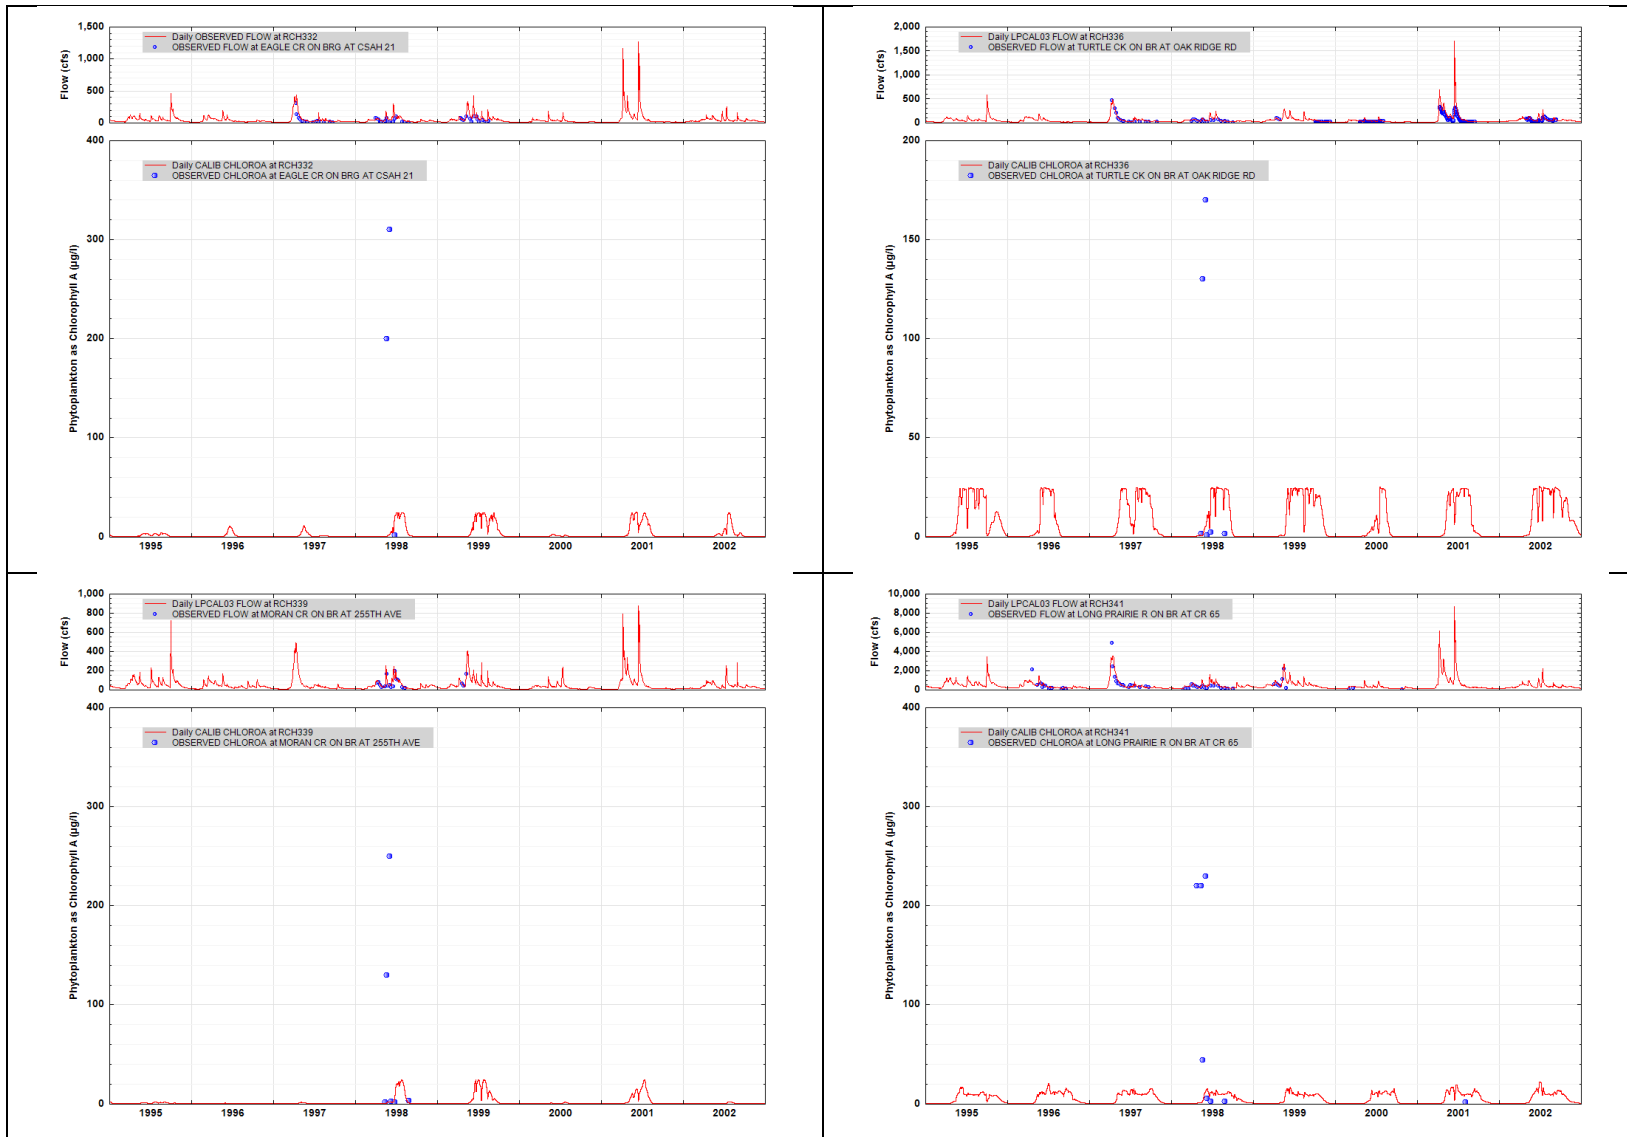 1,500
1,000
500
0
Flow (cfs)
Daily OBSERVED FLOW at RCH332
OBSERVED FLOW at EAGLE CR ON BRG AT CSAH 21
400
300
200
100
0
Phytoplankton as Chlorophyll A (µg/l)
Daily CALIB CHLOROA at RCH332
OBSERVED CHLOROA at EAGLE CR ON BRG AT CSAH 21
1995 1996 1997 1998 1999 2000 2001 2002
2,000
1,500
1,000
500
0
Flow (cfs)
Daily LPCAL03 FLOW at RCH336
OBSERVED FLOW at TURTLE CK ON BR AT OAK RIDGE RD
200
150
100
50
0
Phytoplankton as Chlorophyll A (µg/l)
Daily CALIB CHLOROA at RCH336
OBSERVED CHLOROA at TURTLE CK ON BR AT OAK RIDGE RD
1995 1996 1997 1998 1999 2000 2001 2002
1,000
800
600
400
200
0
Flow (cfs)
Daily LPCAL03 FLOW at RCH339
OBSERVED FLOW at MORAN CR ON BR AT 255TH AVE
400
300
200
100
0
Phytoplankton as Chlorophyll A (µg/l)
Daily CALIB CHLOROA at RCH339
OBSERVED CHLOROA at MORAN CR ON BR AT 255TH AVE
1995 1996 1997 1998 1999 2000 2001 2002
10,000
8,000
6,000
4,000
2,000
0
Flow (cfs)
Daily LPCAL03 FLOW at RCH341
OBSERVED FLOW at LONG PRAIRIE R ON BR AT CR 65
400
300
200
100
0
Phytoplankton as Chlorophyll A (µg/l)
Daily CALIB CHLOROA at RCH341
OBSERVED CHLOROA at LONG PRAIRIE R ON BR AT CR 65
1995 1996 1997 1998 1999 2000 2001 2002